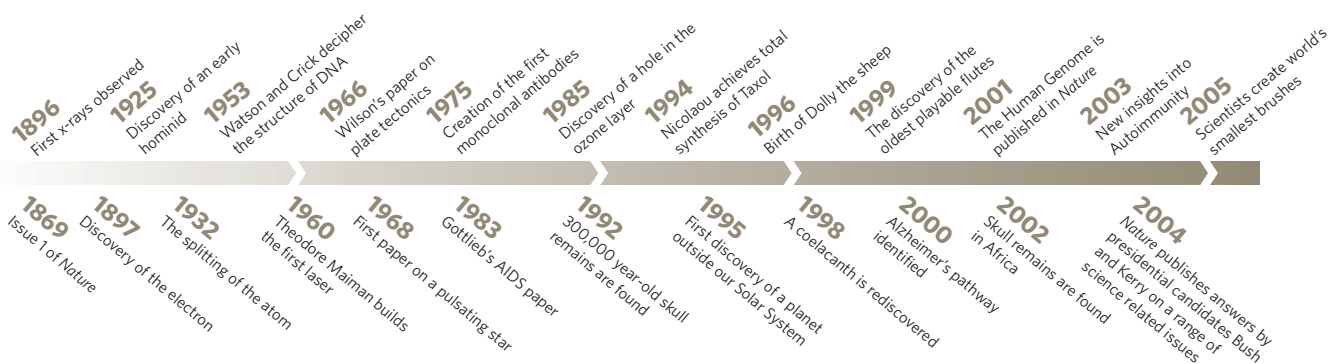 1896
First x-rays observed
1925
Discovery of an early
hominid
1953
Watson and Crick decipher
the structure of DNA
1966
Wilson's paper on
plate tectonics
1975
Creation of the first
monoclonal antibodies
1985
Discovery of a hole in the
ozone layer
1994
Nicolaou achieves total
synthesis of Taxol
1996
Birth of Dolly the sheep
1999
The discovery of the
oldest playable flutes
2001
The Human Genome is
published in Nature
2003
New insights into
Autoimmunity
2005
Scientists create world's
smallest brushes
1869
Issue 1 of Nature
1897
Discovery of the electron
1932
The splitting of the atom
1960
Theodore Maiman builds
the first laser
1968
First paper on a pulsating star
1983
Gottlieb's AIDS paper
1992
300,000 year-old skull
remains are found
1995
First discovery of a planet
outside our Solar System
1998
A coelacanth is rediscovered
2000
Alzheimer's pathway
identified
2002
Skull remains are found
in Africa
2004
Nature publishes answers by
presidential candidates Bush
and Kerry on a range of
science related issues